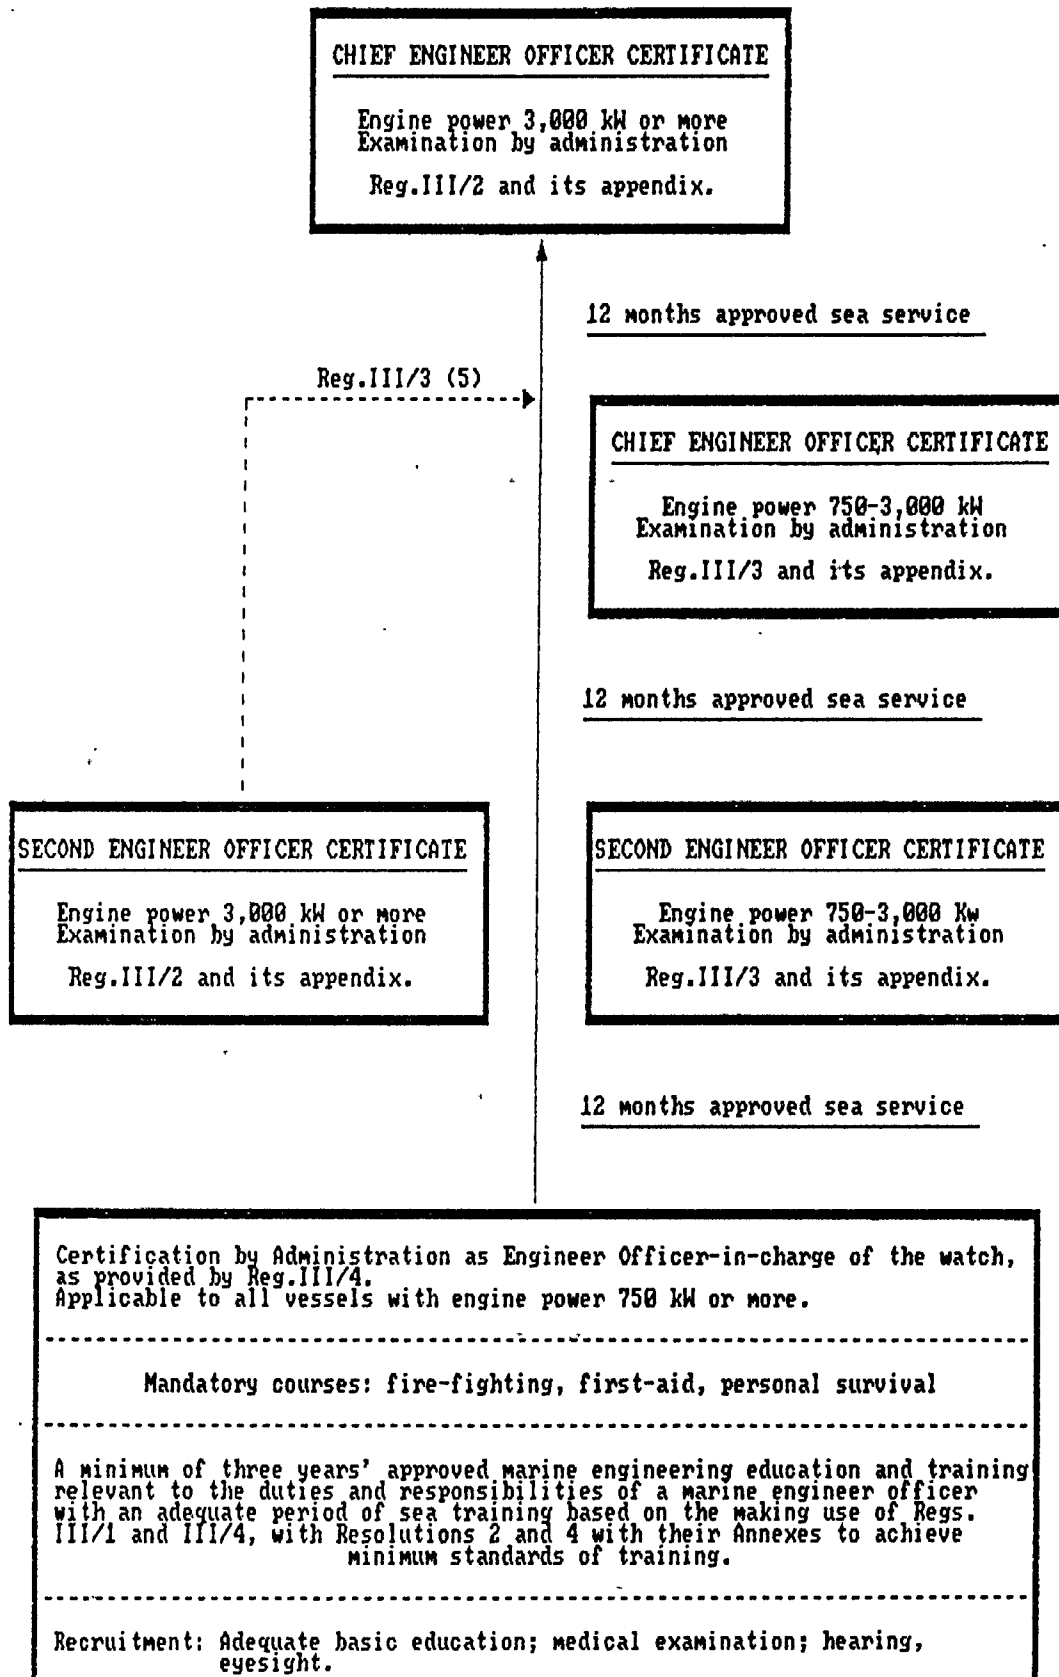 CHIEF ENGINEER OFFICER CERTIFICATE
Engine power 3,000 kW or more
Examination by administration
Reg.III/2 and its appendix.
12 months approved sea service
Reg.III/3 (5)
CHIEF ENGINEER OFFICER CERTIFICATE
Engine power 750-3,000 kW
Examination by administration
Reg.III/3 and its appendix.
12 months approved sea service
SECOND ENGINEER OFFICER CERTIFICATE
Engine power 3,000 kW or more
Examination by administration
Reg.III/2 and its appendix.
SECOND ENGINEER OFFICER CERTIFICATE
Engine power 750-3,000 Kw
Examination by administration
Reg.III/3 and its appendix.
12 months approved sea service
Certification by Administration as Engineer Officer-in-charge of the watch,
as provided by Reg.III/4.
Applicable to all vessels with engine power 750 kW or more.
Mandatory courses: fire-fighting, first-aid, personal survival
A minimum of three years' approved marine engineering education and training
relevant to the duties and responsibilities of a marine engineer officer
with an adequate period of sea training based on the making use of Regs.
III/1 and III/4, with Resolutions 2 and 4 with their Annexes to achieve
minimum standards of training.
Recruitment: Adequate basic education; medical examination; hearing,
eyesight.